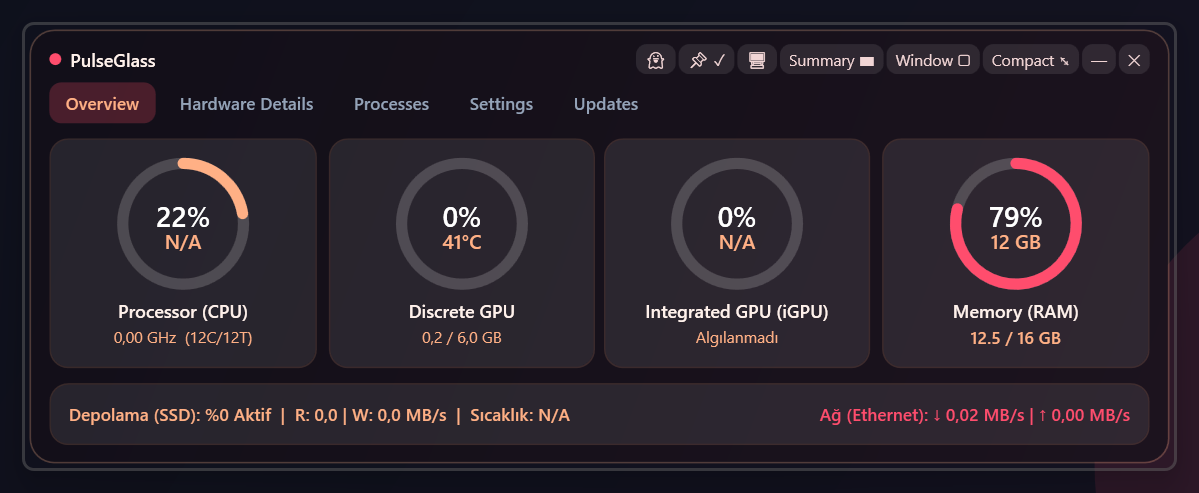 PulseGlass
✓ Summary Window Compact
Overview Hardware Details Processes Settings Updates
22% 0% 0% 79%
N/A 41°C N/A 12 GB
Processor (CPU) Discrete GPU Integrated GPU (iGPU) Memory (RAM)
0,00 GHz (12C/12T) 0,2 / 6,0 GB Algılanmadı 12.5 / 16 GB
Depolama (SSD): %0 Aktif | R: 0,0 | W: 0,0 MB/s | Sıcaklık: N/A
Ağ (Ethernet): ↓ 0,02 MB/s | ↑ 0,00 MB/s